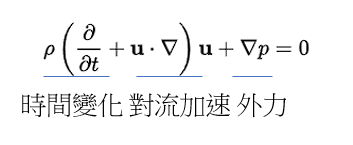 ρ(∂/∂t + u · ∇)u + ∇p = 0
時間變化 對流加速 外力